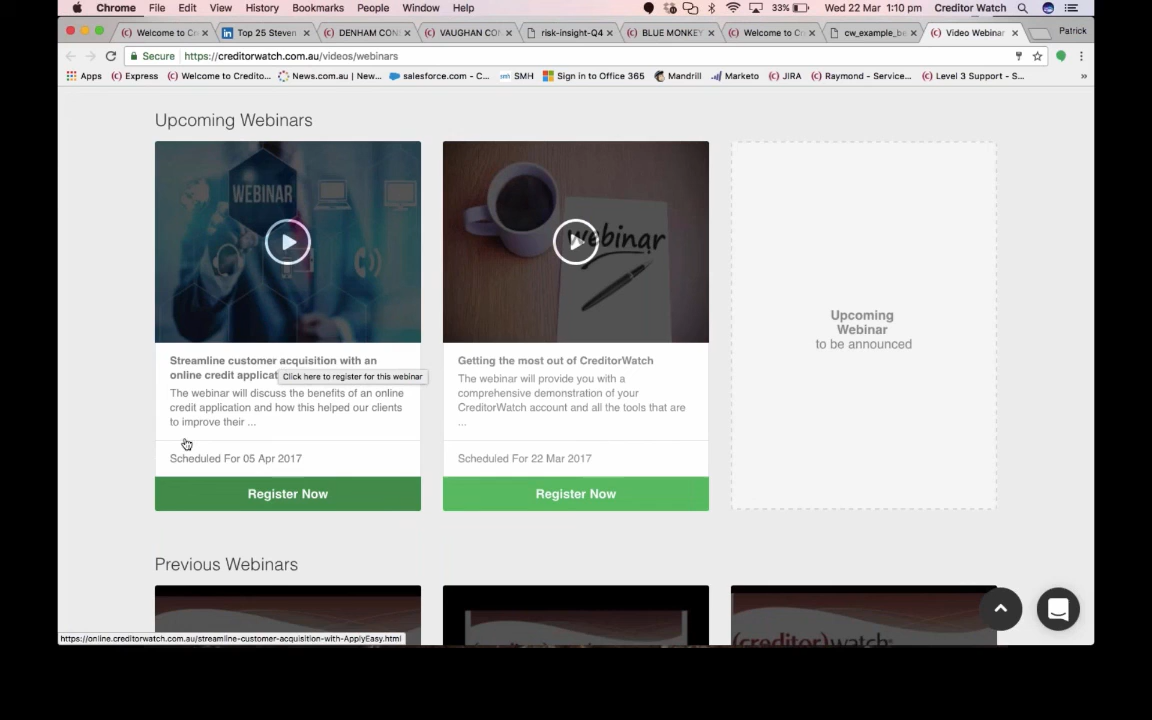 Chrome File Edit View History Bookmarks People Window Help 33% Wed 22 Mar 1:10 pm Creditor Watch
Welcome to Cr Top 25 Steven DENHAM CON VAUGHAN CO risk-insight-Q4 BLUE MONKEY Welcome to Cr cw_example_be Video Webinar Patrick
Secure https://creditorwatch.com.au/videos/webinars
Apps Express Welcome to Credito... News.com.au | New... salesforce.com - C... SMH Sign in to Office 365 Mandrill Marketo JIRA Raymond - Service... Level 3 Support - S... »
Upcoming Webinars
WEBINAR
webinar
Streamline customer acquisition with an
online credit applicat
Click here to register for this webinar
The webinar will discuss the benefits of an online
credit application and how this helped our clients
to improve their ...
Scheduled For 05 Apr 2017
Register Now
Getting the most out of CreditorWatch
The webinar will provide you with a
comprehensive demonstration of your
CreditorWatch account and all the tools that are
...
Scheduled For 22 Mar 2017
Register Now
Upcoming
Webinar
to be announced
Previous Webinars
(creditor)watch
https://online.creditorwatch.com.au/streamline-customer-acquisition-with-ApplyEasy.html